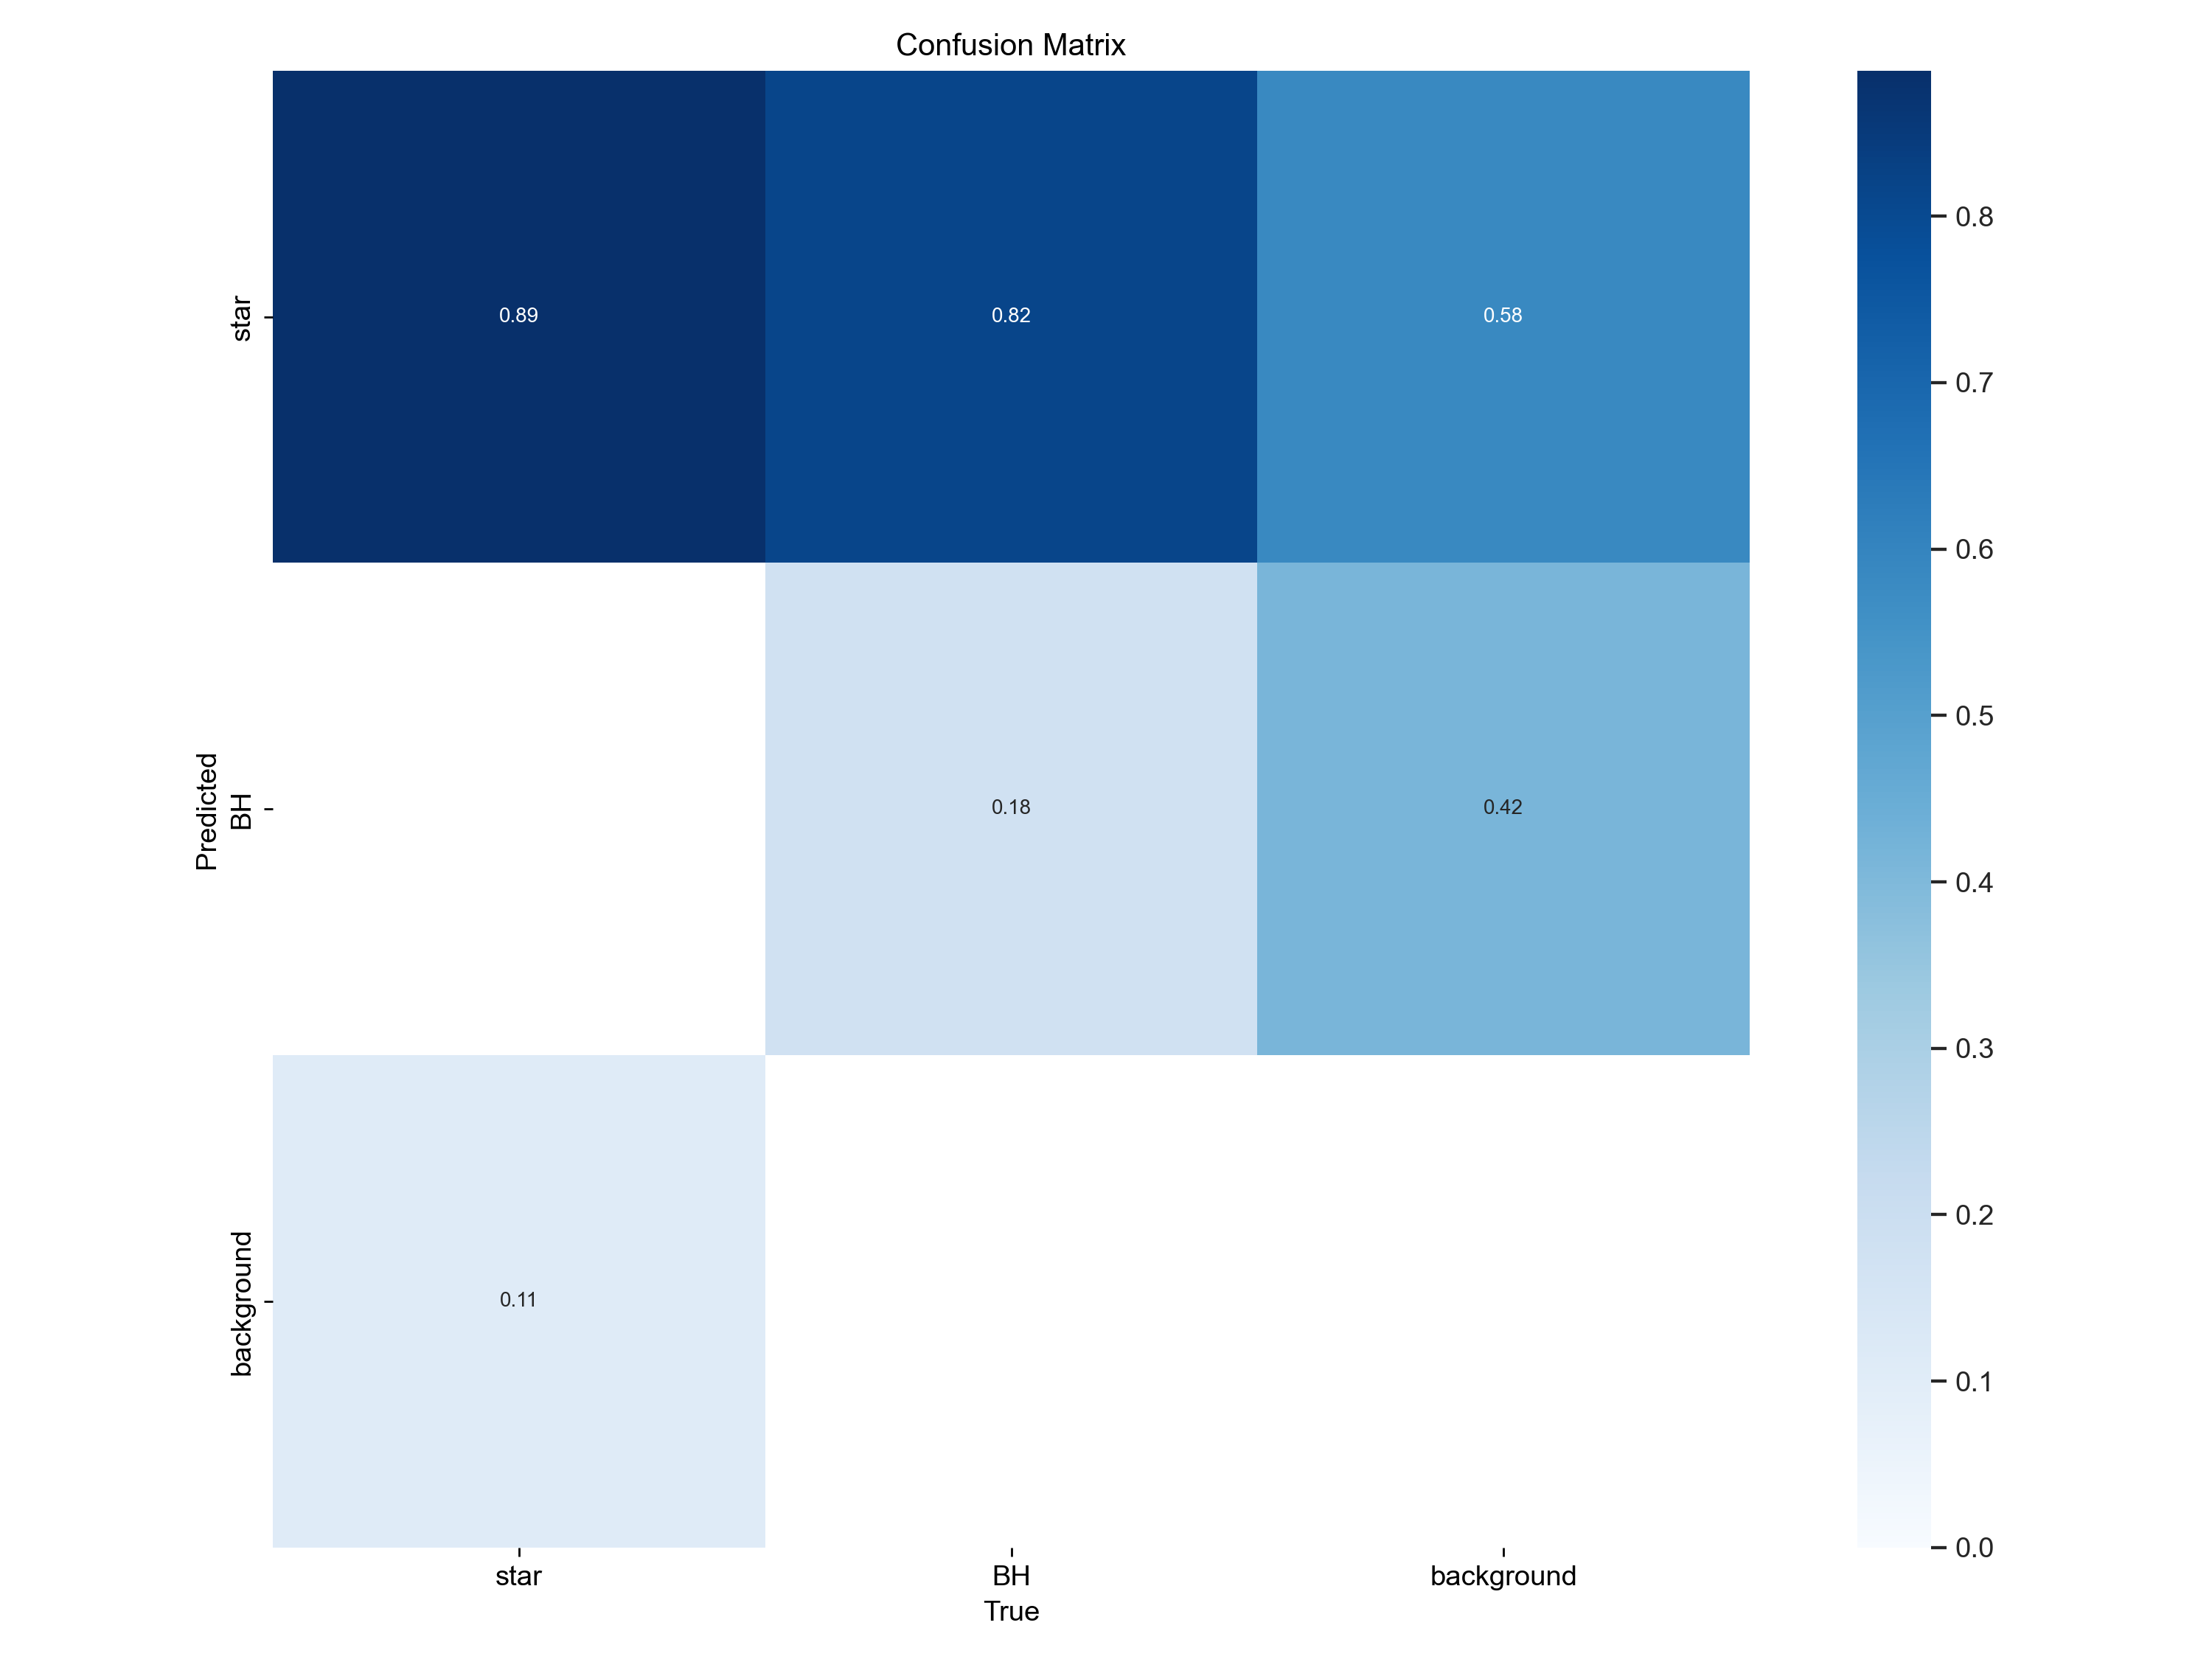 Confusion Matrix
Predicted
star
BH
background
0.89 0.82 0.58
0.18 0.42
0.11
star BH background
True
0.8
0.7
0.6
0.5
0.4
0.3
0.2
0.1
0.0